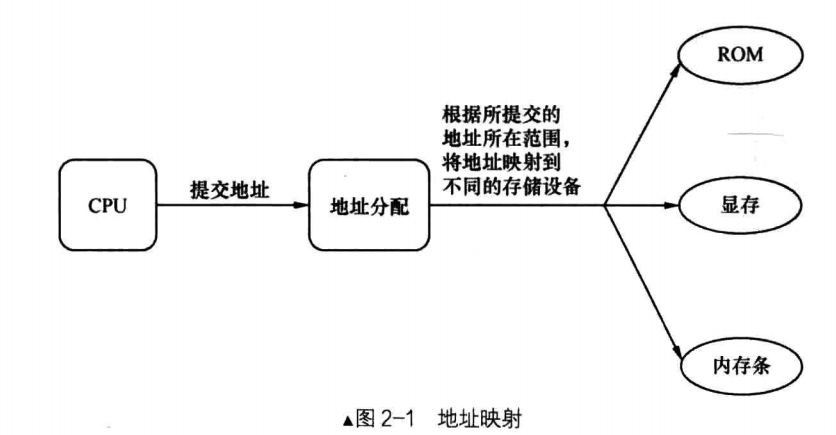 ROM
根据所提交的
地址所在范围，
将地址映射到
不同的存储设备
CPU
提交地址
地址分配
显存
内存条
▲图 2-1 地址映射